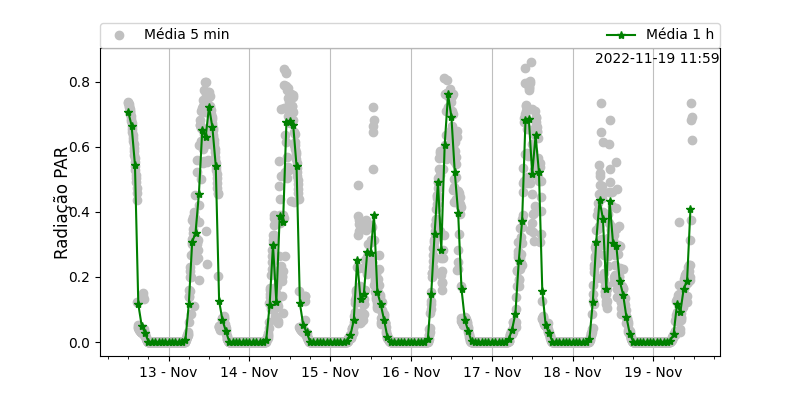 Média 5 min
Média 1 h
2022-11-19 11:59
Radiação PAR
0.8
0.6
0.4
0.2
0.0
13 - Nov
14 - Nov
15 - Nov
16 - Nov
17 - Nov
18 - Nov
19 - Nov